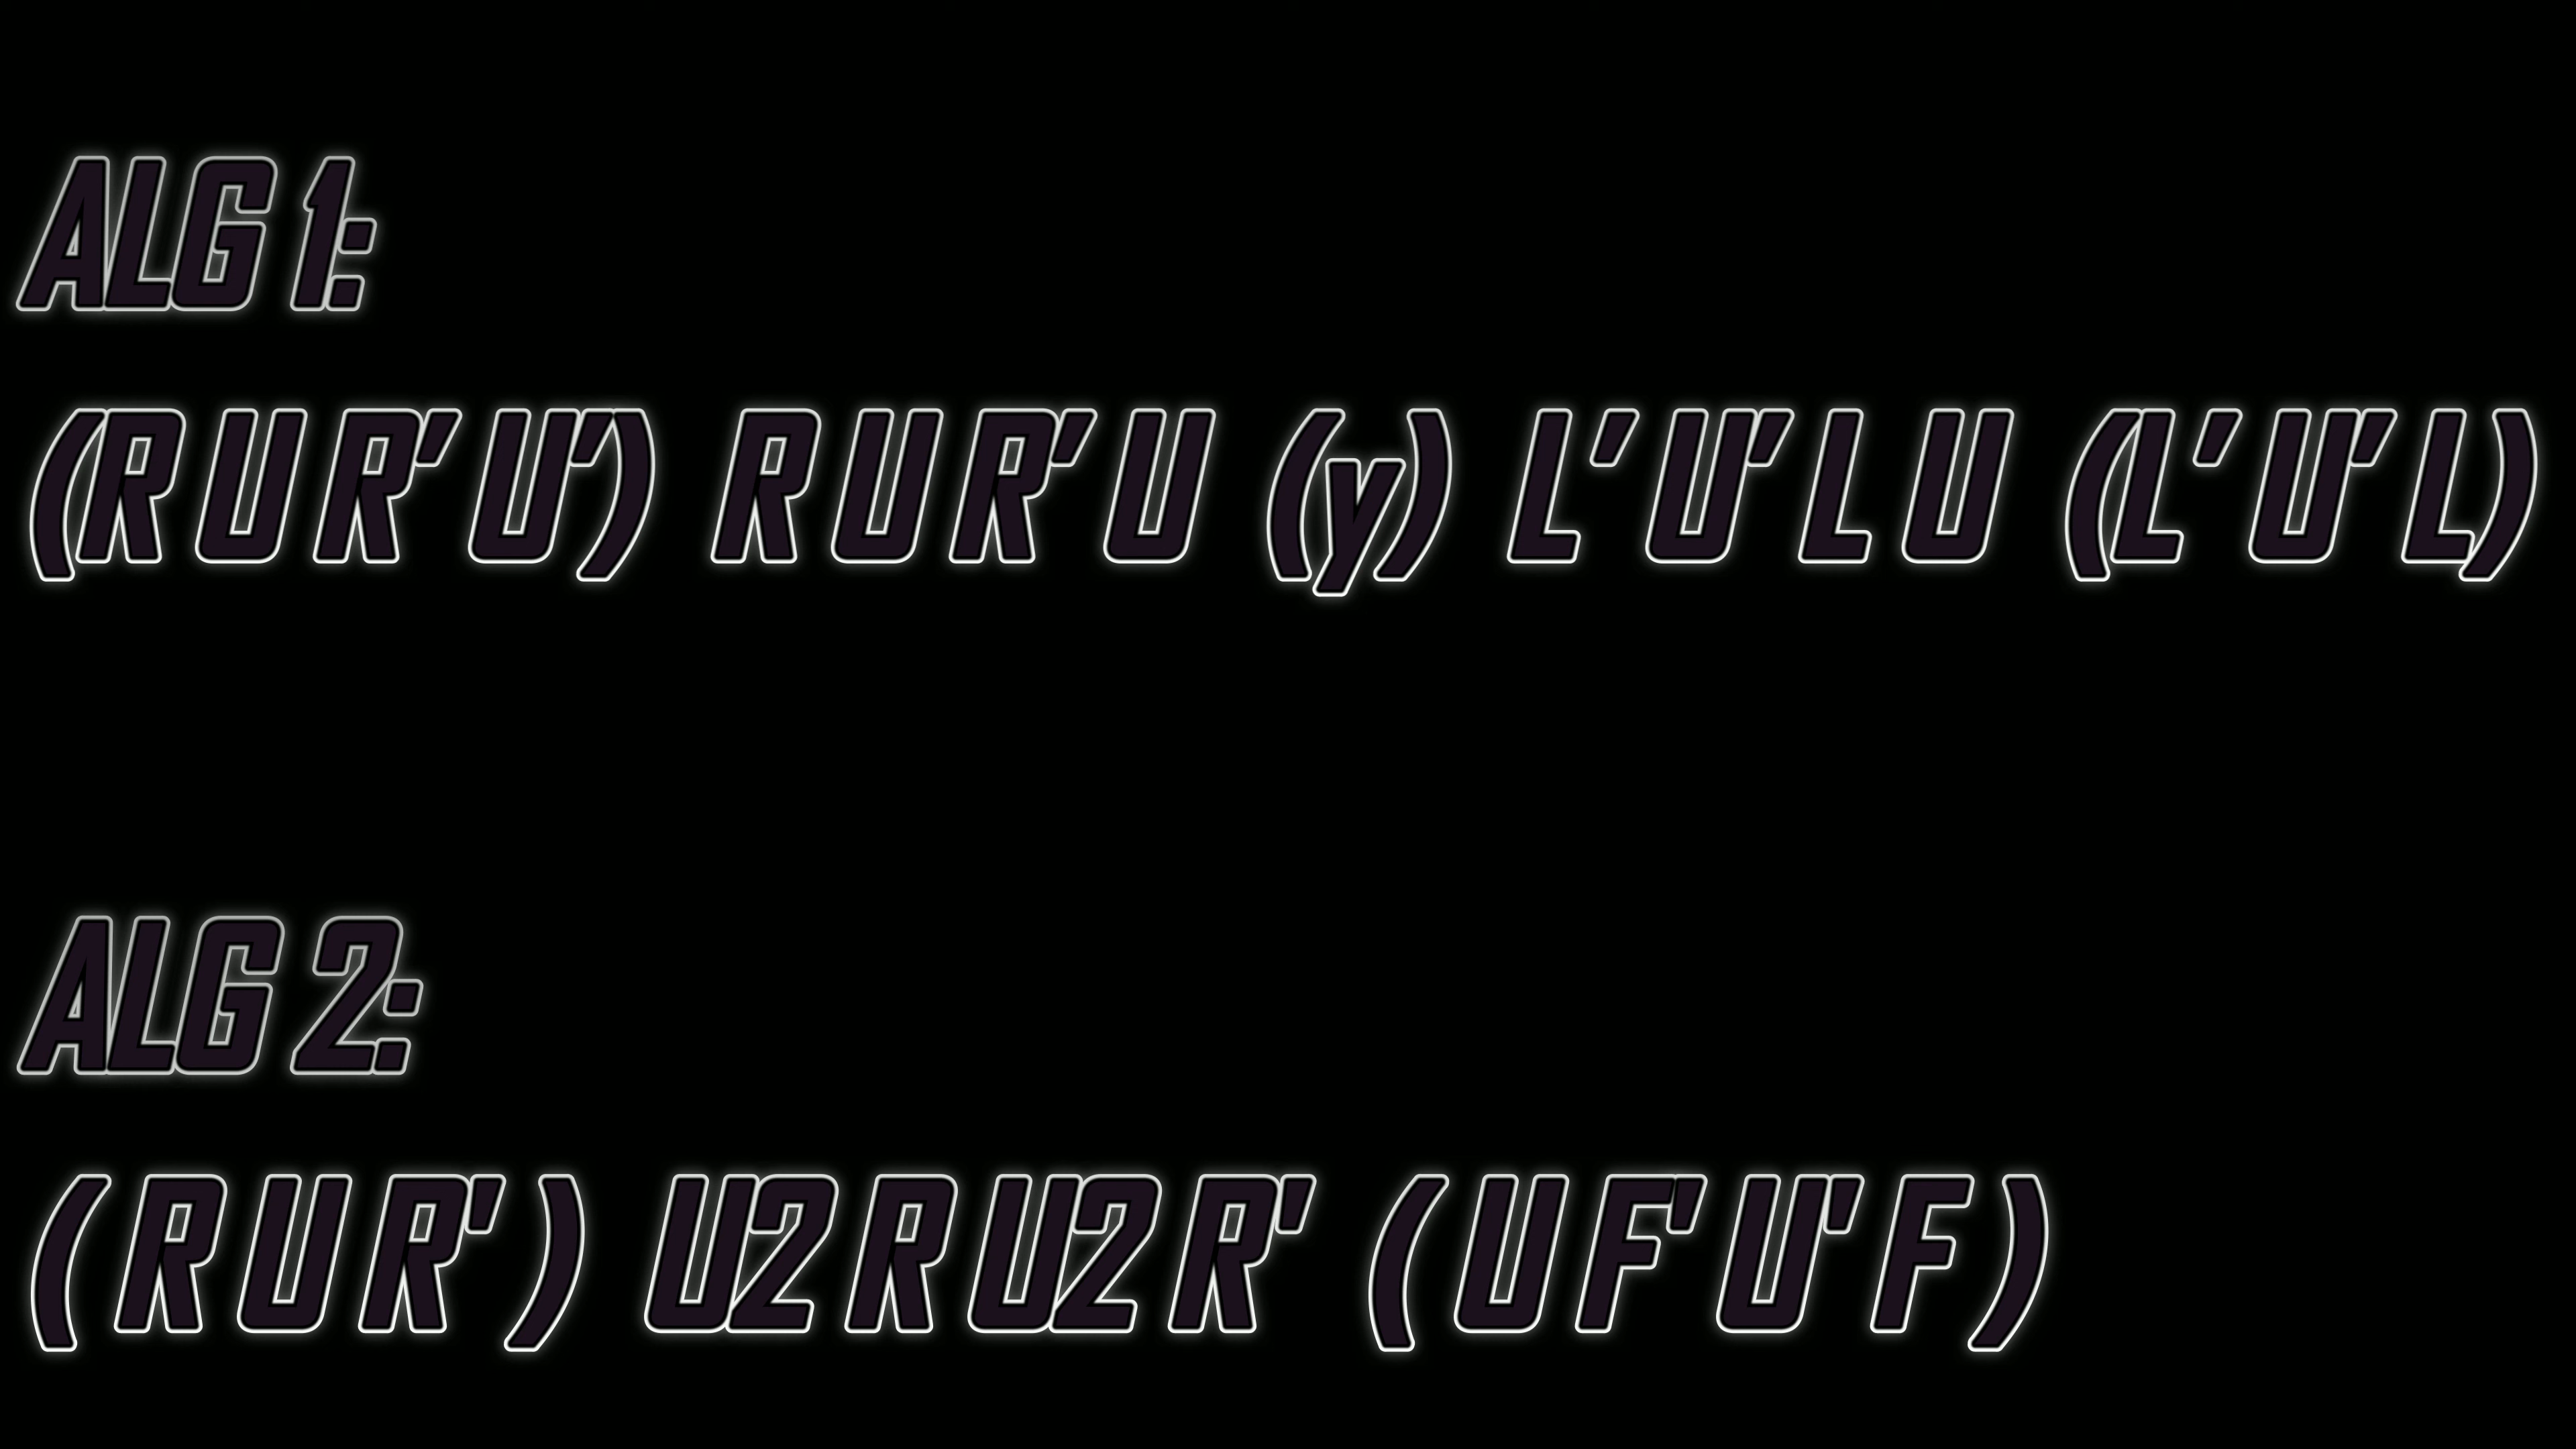 ALG 1:
(R U R’ U’) R U R’ U (y) L’ U’ L U (L’ U’ L)
ALG 2:
( R U R' ) U2 R U2 R' ( U F' U' F )